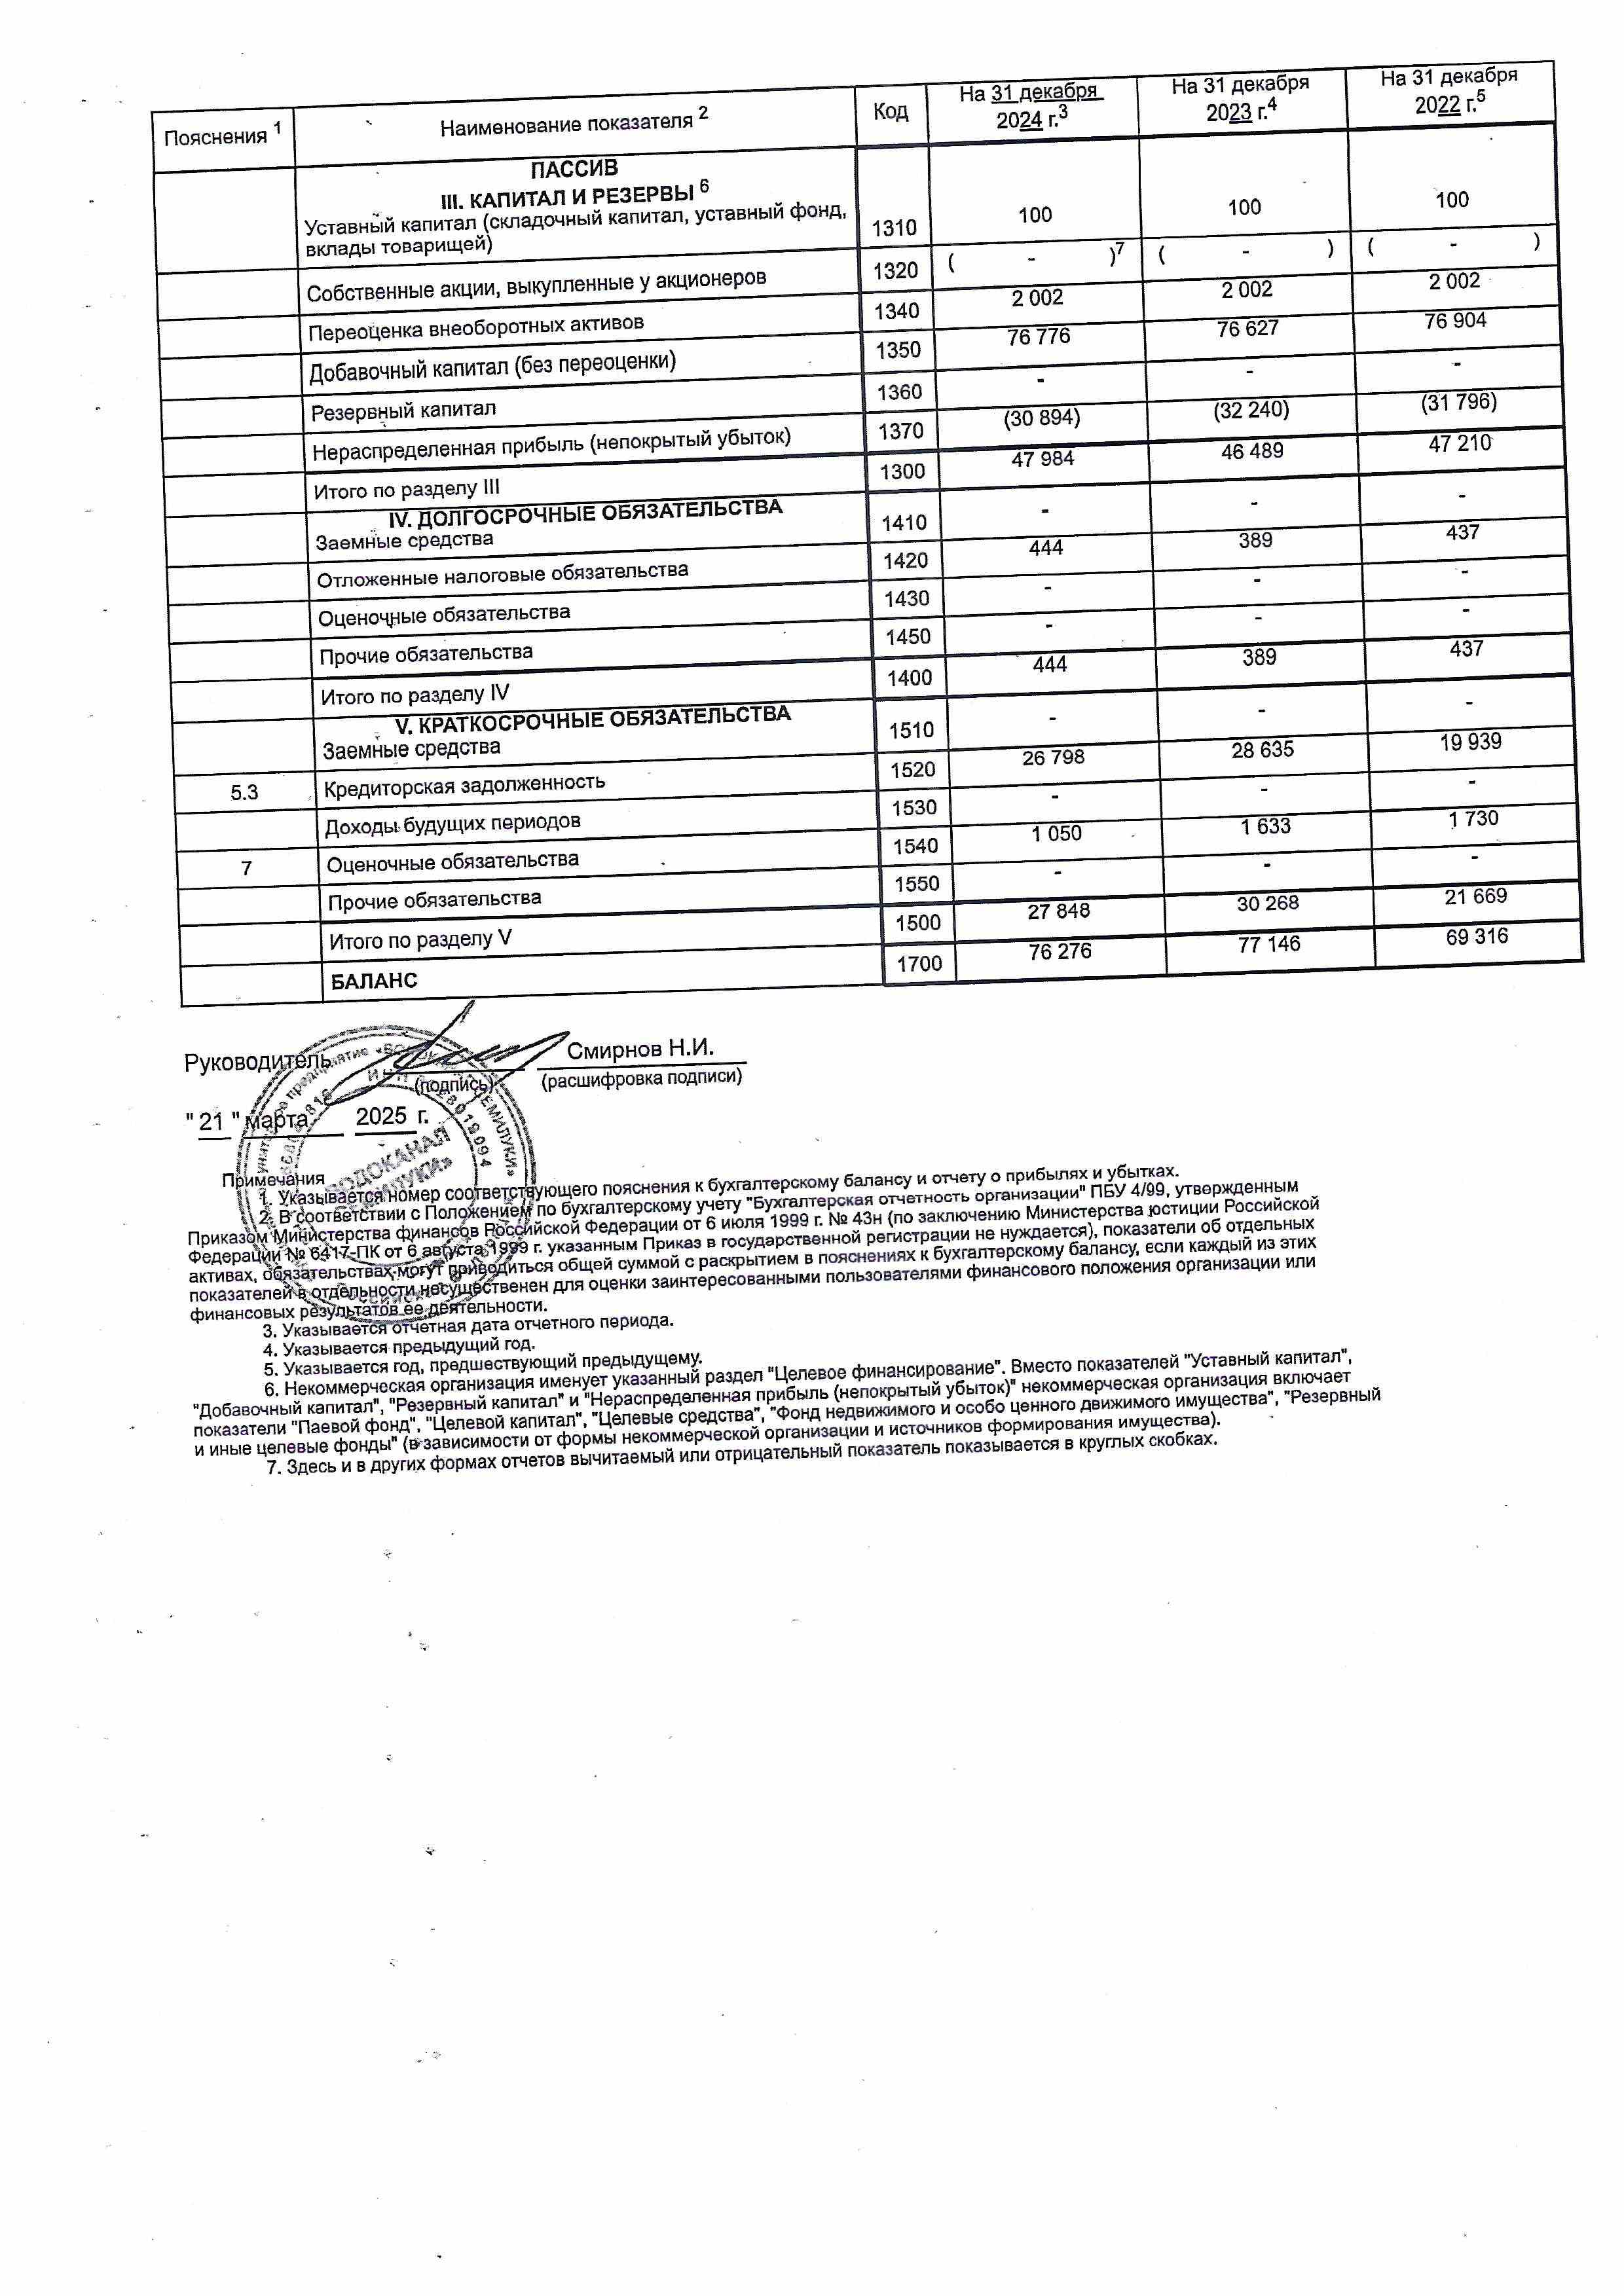 Пояснения 1 Наименование показателя 2 Код На 31 декабря 2024 г.3 На 31 декабря 2023 г.4 На 31 декабря 2022 г.5
ПАССИВ
III. КАПИТАЛ И РЕЗЕРВЫ 6
Уставный капитал (складочный капитал, уставный фонд,
вклады товарищей) 1310 100 100 100
Собственные акции, выкупленные у акционеров 1320 ( - )7 ( - ) ( - )
Переоценка внеоборотных активов 1340 2 002 2 002 2 002
Добавочный капитал (без переоценки) 1350 76 776 76 627 76 904
Резервный капитал 1360 - - -
Нераспределенная прибыль (непокрытый убыток) 1370 (30 894) (32 240) (31 796)
Итого по разделу III 1300 47 984 46 489 47 210
IV. ДОЛГОСРОЧНЫЕ ОБЯЗАТЕЛЬСТВА
Заемные средства 1410 - - -
Отложенные налоговые обязательства 1420 444 389 437
Оценочные обязательства 1430 - - -
Прочие обязательства 1450 - - -
Итого по разделу IV 1400 444 389 437
V. КРАТКОСРОЧНЫЕ ОБЯЗАТЕЛЬСТВА
Заемные средства 1510 - - -
5.3 Кредиторская задолженность 1520 26 798 28 635 19 939
Доходы будущих периодов 1530 - - -
7 Оценочные обязательства 1540 1 050 1 633 1 730
Прочие обязательства 1550 - - -
Итого по разделу V 1500 27 848 30 268 21 669
БАЛАНС 1700 76 276 77 146 69 316
Руководитель Смирнов Н.И.
(подпись) (расшифровка подписи)
" 21 " марта 2025 г.
Примечания
1. Указывается номер соответствующего пояснения к бухгалтерскому балансу и отчету о прибылях и убытках.
2. В соответствии с Положением по бухгалтерскому учету "Бухгалтерская отчетность организации" ПБУ 4/99, утвержденным
Приказом Министерства финансов Российской Федерации от 6 июля 1999 г. № 43н (по заключению Министерства юстиции Российской
Федерации № 6417-ПК от 6 августа 1999 г. указанным Приказ в государственной регистрации не нуждается), показатели об отдельных
активах, обязательствах могут приводиться общей суммой с раскрытием в пояснениях к бухгалтерскому балансу, если каждый из этих
показателей в отдельности несущественен для оценки заинтересованными пользователями финансового положения организации или
финансовых результатов ее деятельности.
3. Указывается отчетная дата отчетного периода.
4. Указывается предыдущий год.
5. Указывается год, предшествующий предыдущему.
6. Некоммерческая организация именует указанный раздел "Целевое финансирование". Вместо показателей "Уставный капитал",
"Добавочный капитал", "Резервный капитал" и "Нераспределенная прибыль (непокрытый убыток)" некоммерческая организация включает
показатели "Паевой фонд", "Целевой капитал", "Целевые средства", "Фонд недвижимого и особо ценного движимого имущества", "Резервный
и иные целевые фонды" (в зависимости от формы некоммерческой организации и источников формирования имущества).
7. Здесь и в других формах отчетов вычитаемый или отрицательный показатель показывается в круглых скобках.